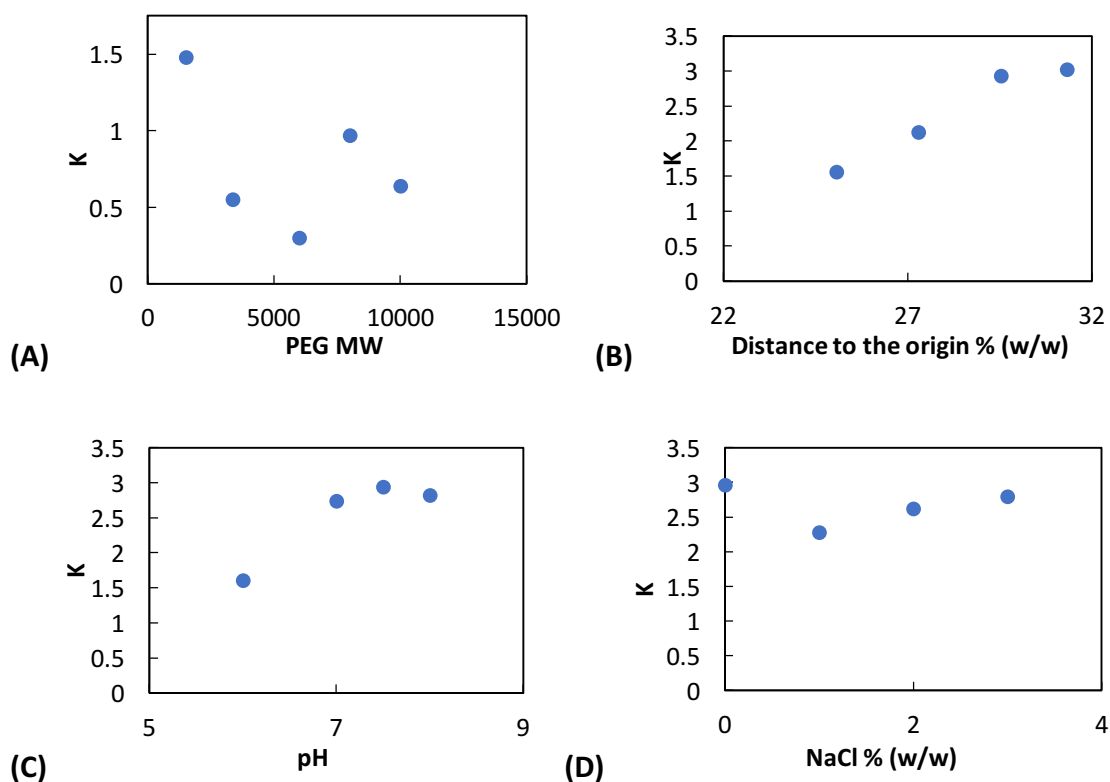 1.5
1
0.5
0
K
0 5000 10000 15000
PEG MW
(A)
3.5
3
2.5
2
1.5
1
0.5
0
K
22 27 32
Distance to the origin % (w/w)
(B)
3.5
3
2.5
2
1.5
1
0.5
0
K
5 7 9
pH
(C)
3.5
3
2.5
2
1.5
1
0.5
0
K
0 2 4
NaCl % (w/w)
(D)